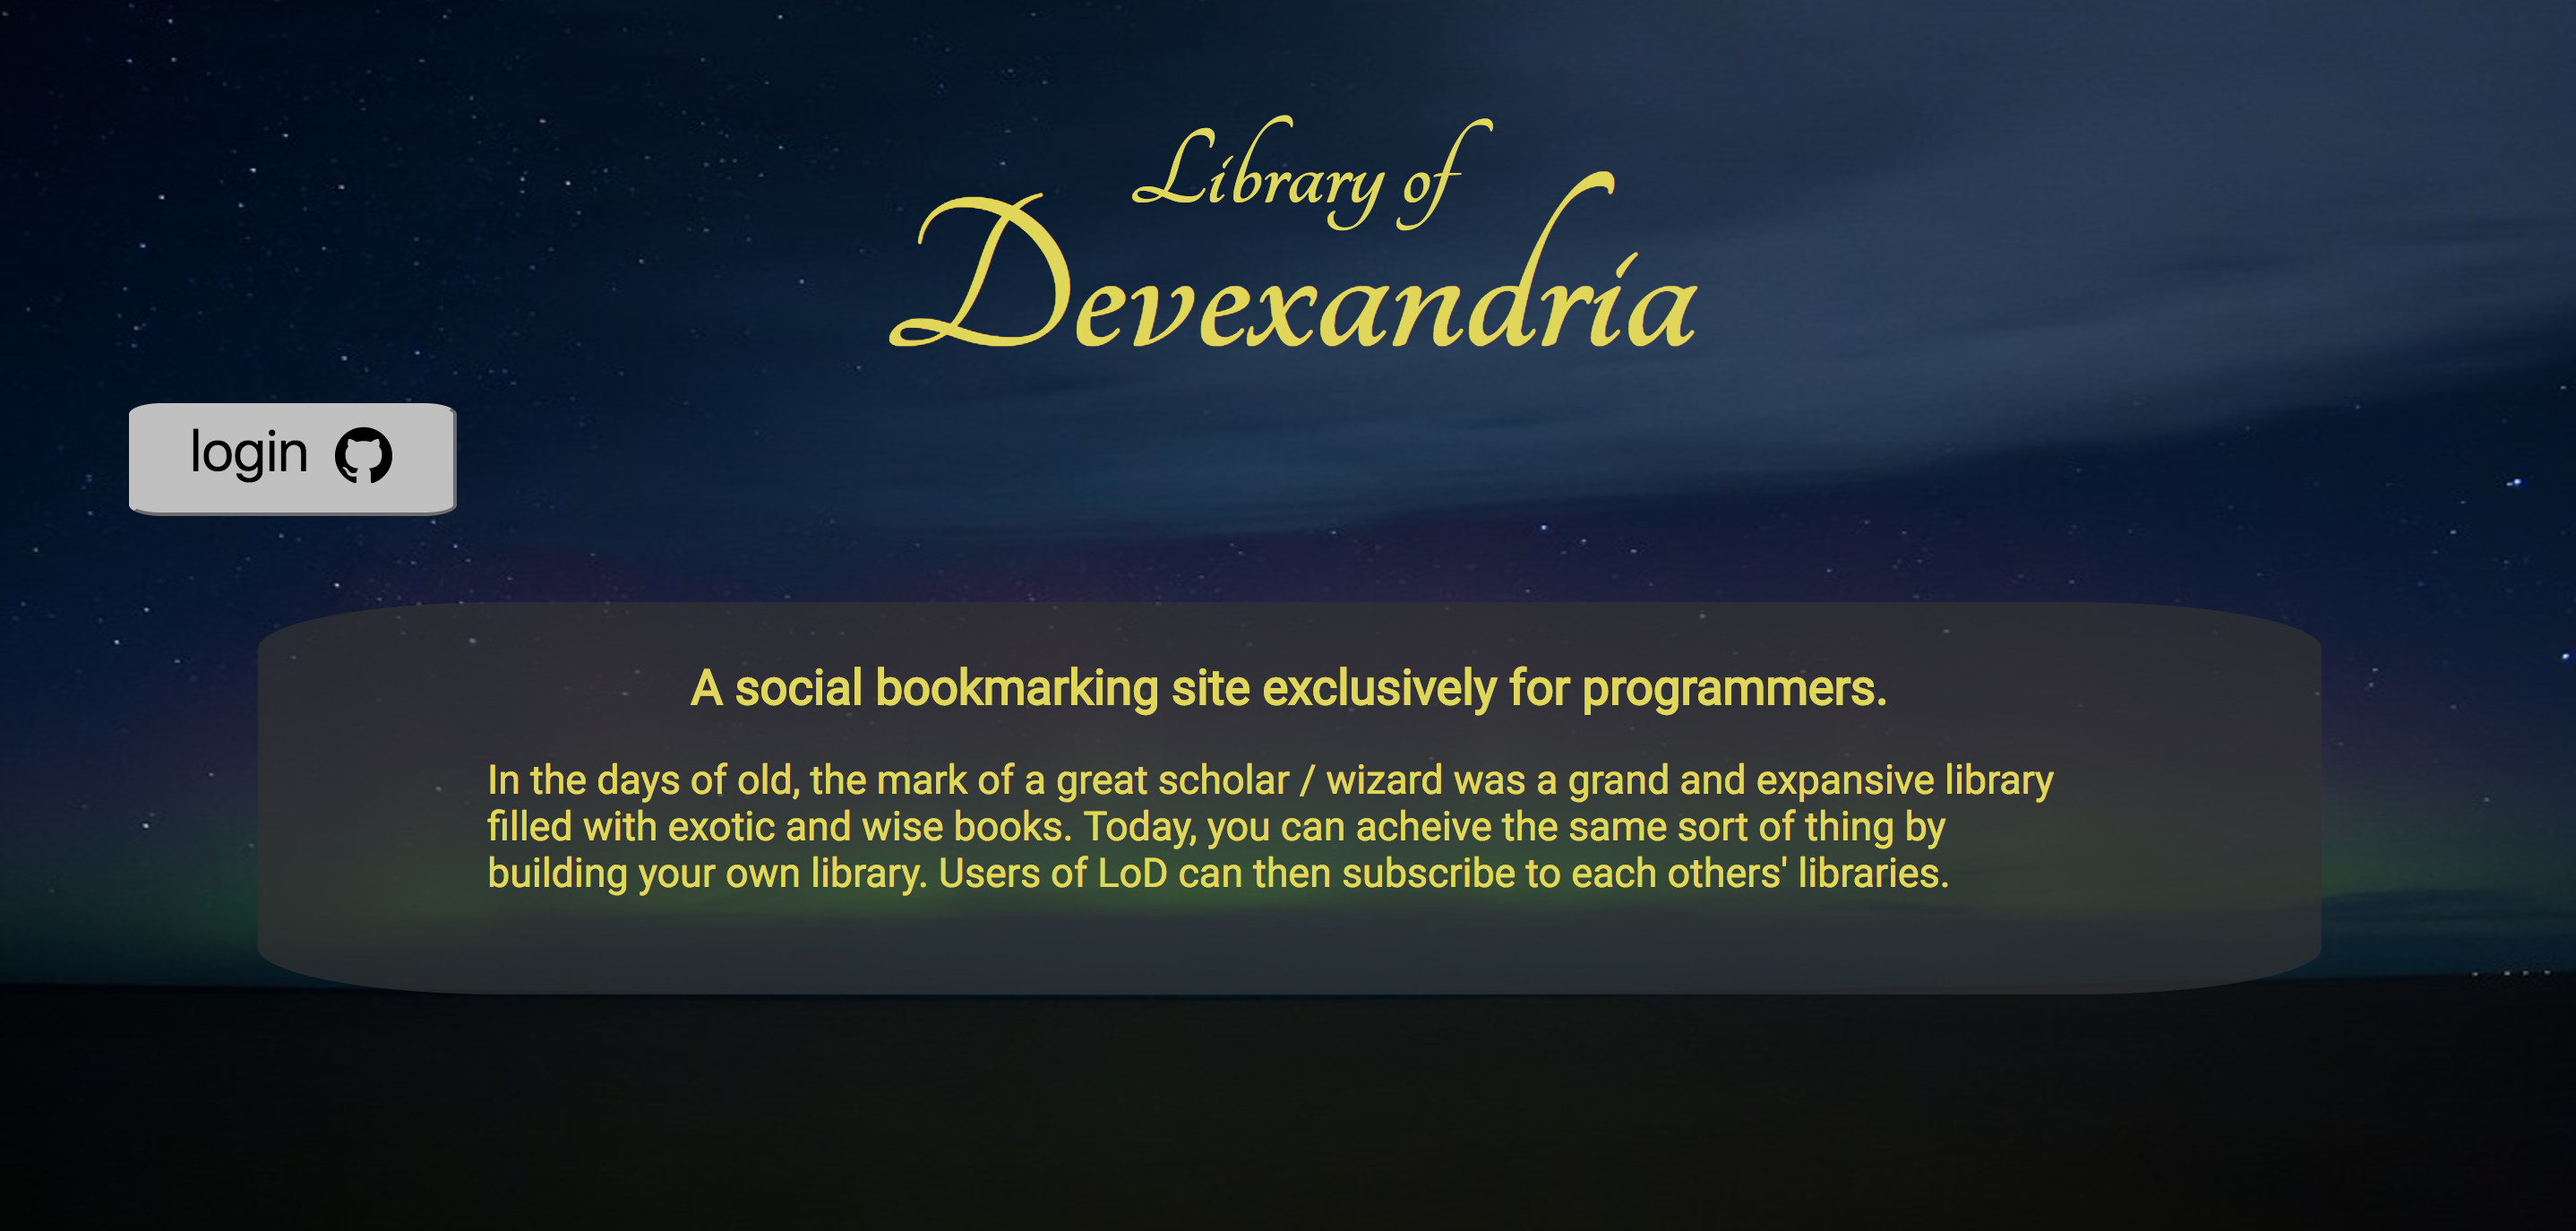 Library of
Devexandria
login
A social bookmarking site exclusively for programmers.
In the days of old, the mark of a great scholar / wizard was a grand and expansive library
filled with exotic and wise books. Today, you can acheive the same sort of thing by
building your own library. Users of LoD can then subscribe to each others' libraries.